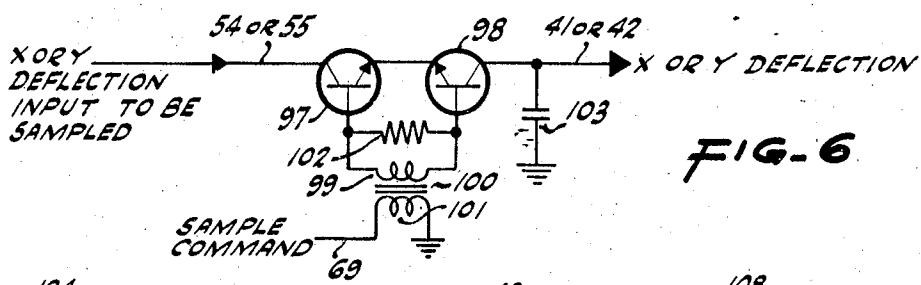 54 OR 55
98
41 OR 42
X OR Y
DEFLECTION
INPUT TO BE
SAMPLED
X OR Y DEFLECTION
97
103
102
FIG-6
99
100
101
SAMPLE
COMMAND
69
108